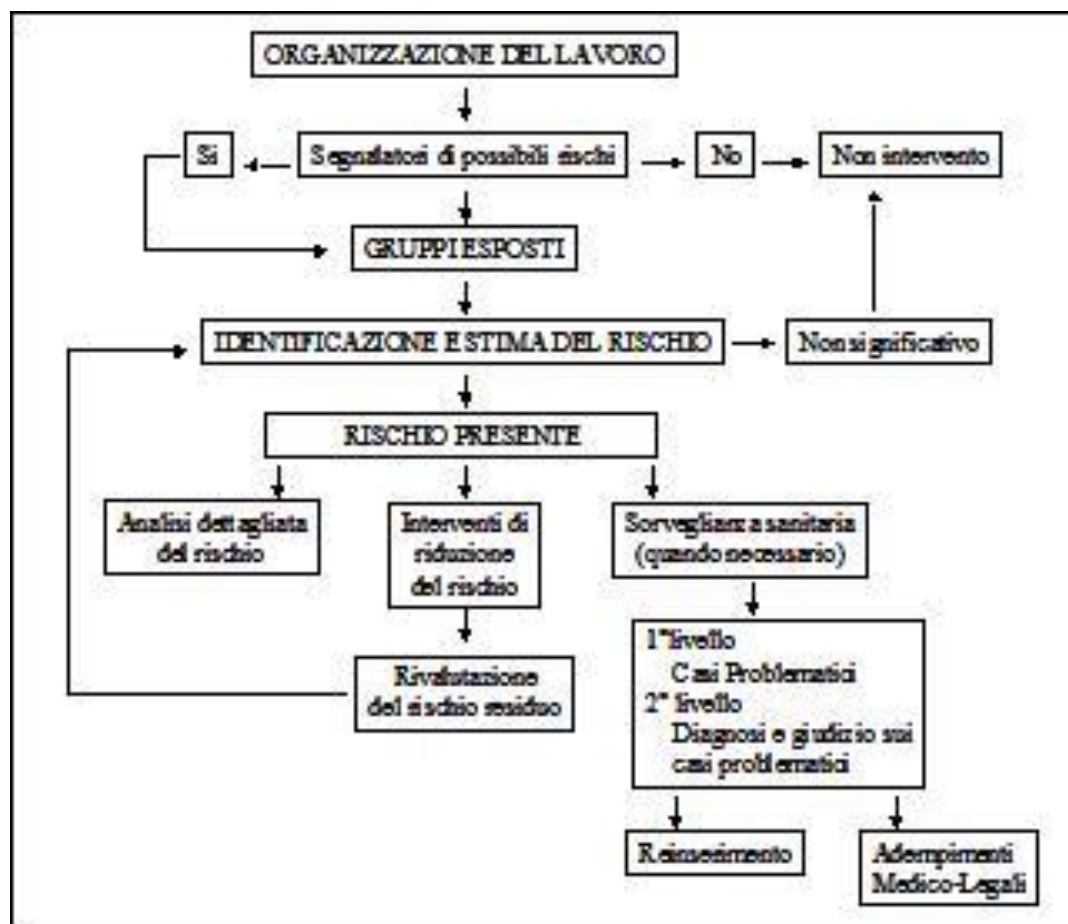 ORGANIZZAZIONE DEL LAVORO
Si
Segnalatori di possibili rischi
No
Non intervento
GRUPPI ESPOSTI
IDENTIFICAZIONE E STIMA DEL RISCHIO
Non significativo
RISCHIO PRESENTE
Analisi dettagliata
del rischio
Interventi di
riduzione
del rischio
Sorveglianza sanitaria
(quando necessario)
Rivalutazione
del rischio residuo
1° livello
Casi Problematici
2° livello
Diagnosi e giudizio sui
casi problematici
Reinserimento
Adempimenti
Medico-Legali